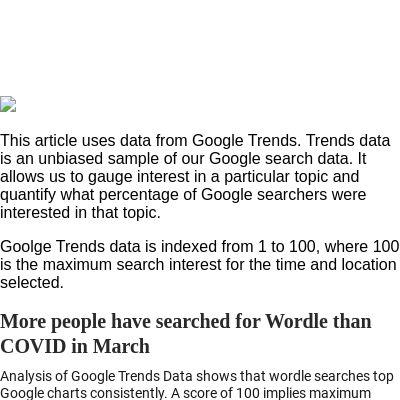 This article uses data from Google Trends. Trends data
is an unbiased sample of our Google search data. It
allows us to gauge interest in a particular topic and
quantify what percentage of Google searchers were
interested in that topic.
Goolge Trends data is indexed from 1 to 100, where 100
is the maximum search interest for the time and location
selected.
More people have searched for Wordle than
COVID in March
Analysis of Google Trends Data shows that wordle searches top
Google charts consistently. A score of 100 implies maximum